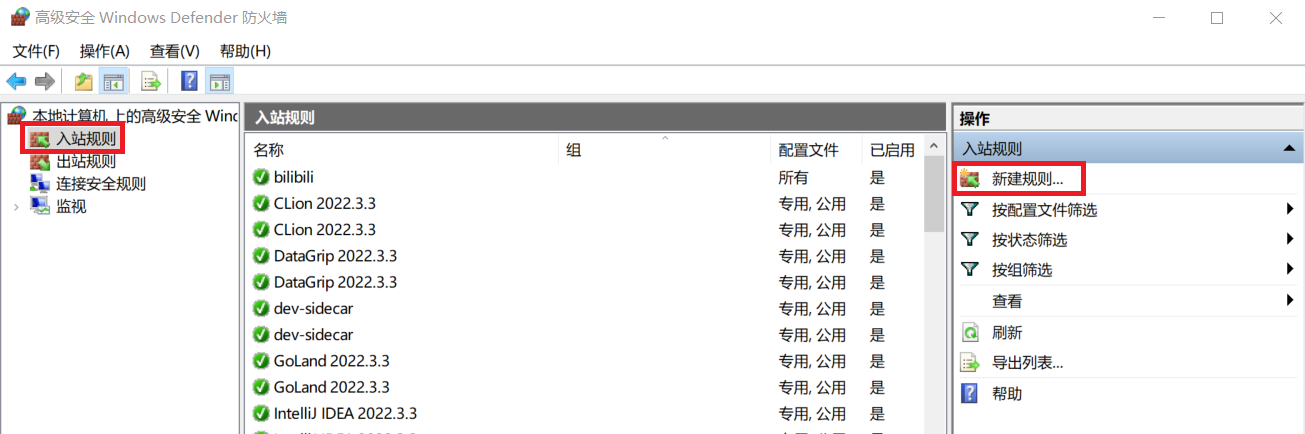 高级安全 Windows Defender 防火墙
文件(F) 操作(A) 查看(V) 帮助(H)
本地计算机 上的高级安全 Wind
入站规则
出站规则
连接安全规则
监视
入站规则
名称 组 配置文件 已启用
bilibili 所有 是
CLion 2022.3.3 专用, 公用 是
CLion 2022.3.3 专用, 公用 是
DataGrip 2022.3.3 专用, 公用 是
DataGrip 2022.3.3 专用, 公用 是
dev-sidecar 专用, 公用 是
dev-sidecar 专用, 公用 是
GoLand 2022.3.3 专用, 公用 是
GoLand 2022.3.3 专用, 公用 是
IntelliJ IDEA 2022.3.3 专用, 公用 是
操作
入站规则
新建规则...
按配置文件筛选
按状态筛选
按组筛选
查看
刷新
导出列表...
帮助